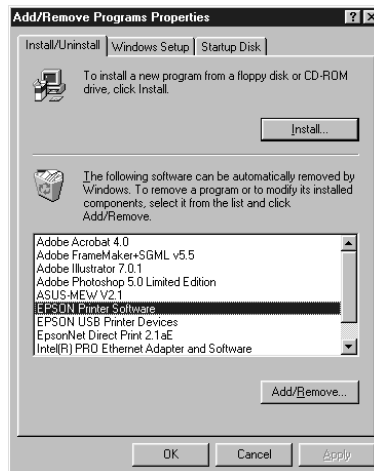 Add/Remove Programs Properties
Install/Uninstall Windows Setup Startup Disk
To install a new program from a floppy disk or CD-ROM
drive, click Install.
Install...
The following software can be automatically removed by
Windows. To remove a program or to modify its installed
components, select it from the list and click
Add/Remove.
Adobe Acrobat 4.0
Adobe FrameMaker+SGML v5.5
Adobe Illustrator 7.0.1
Adobe Photoshop 5.0 Limited Edition
ASUS-MEW V2.1
EPSON Printer Software
EPSON USB Printer Devices
EpsonNet Direct Print 2.1aE
Intel(R) PRO Ethernet Adapter and Software
Add/Remove...
OK Cancel Apply